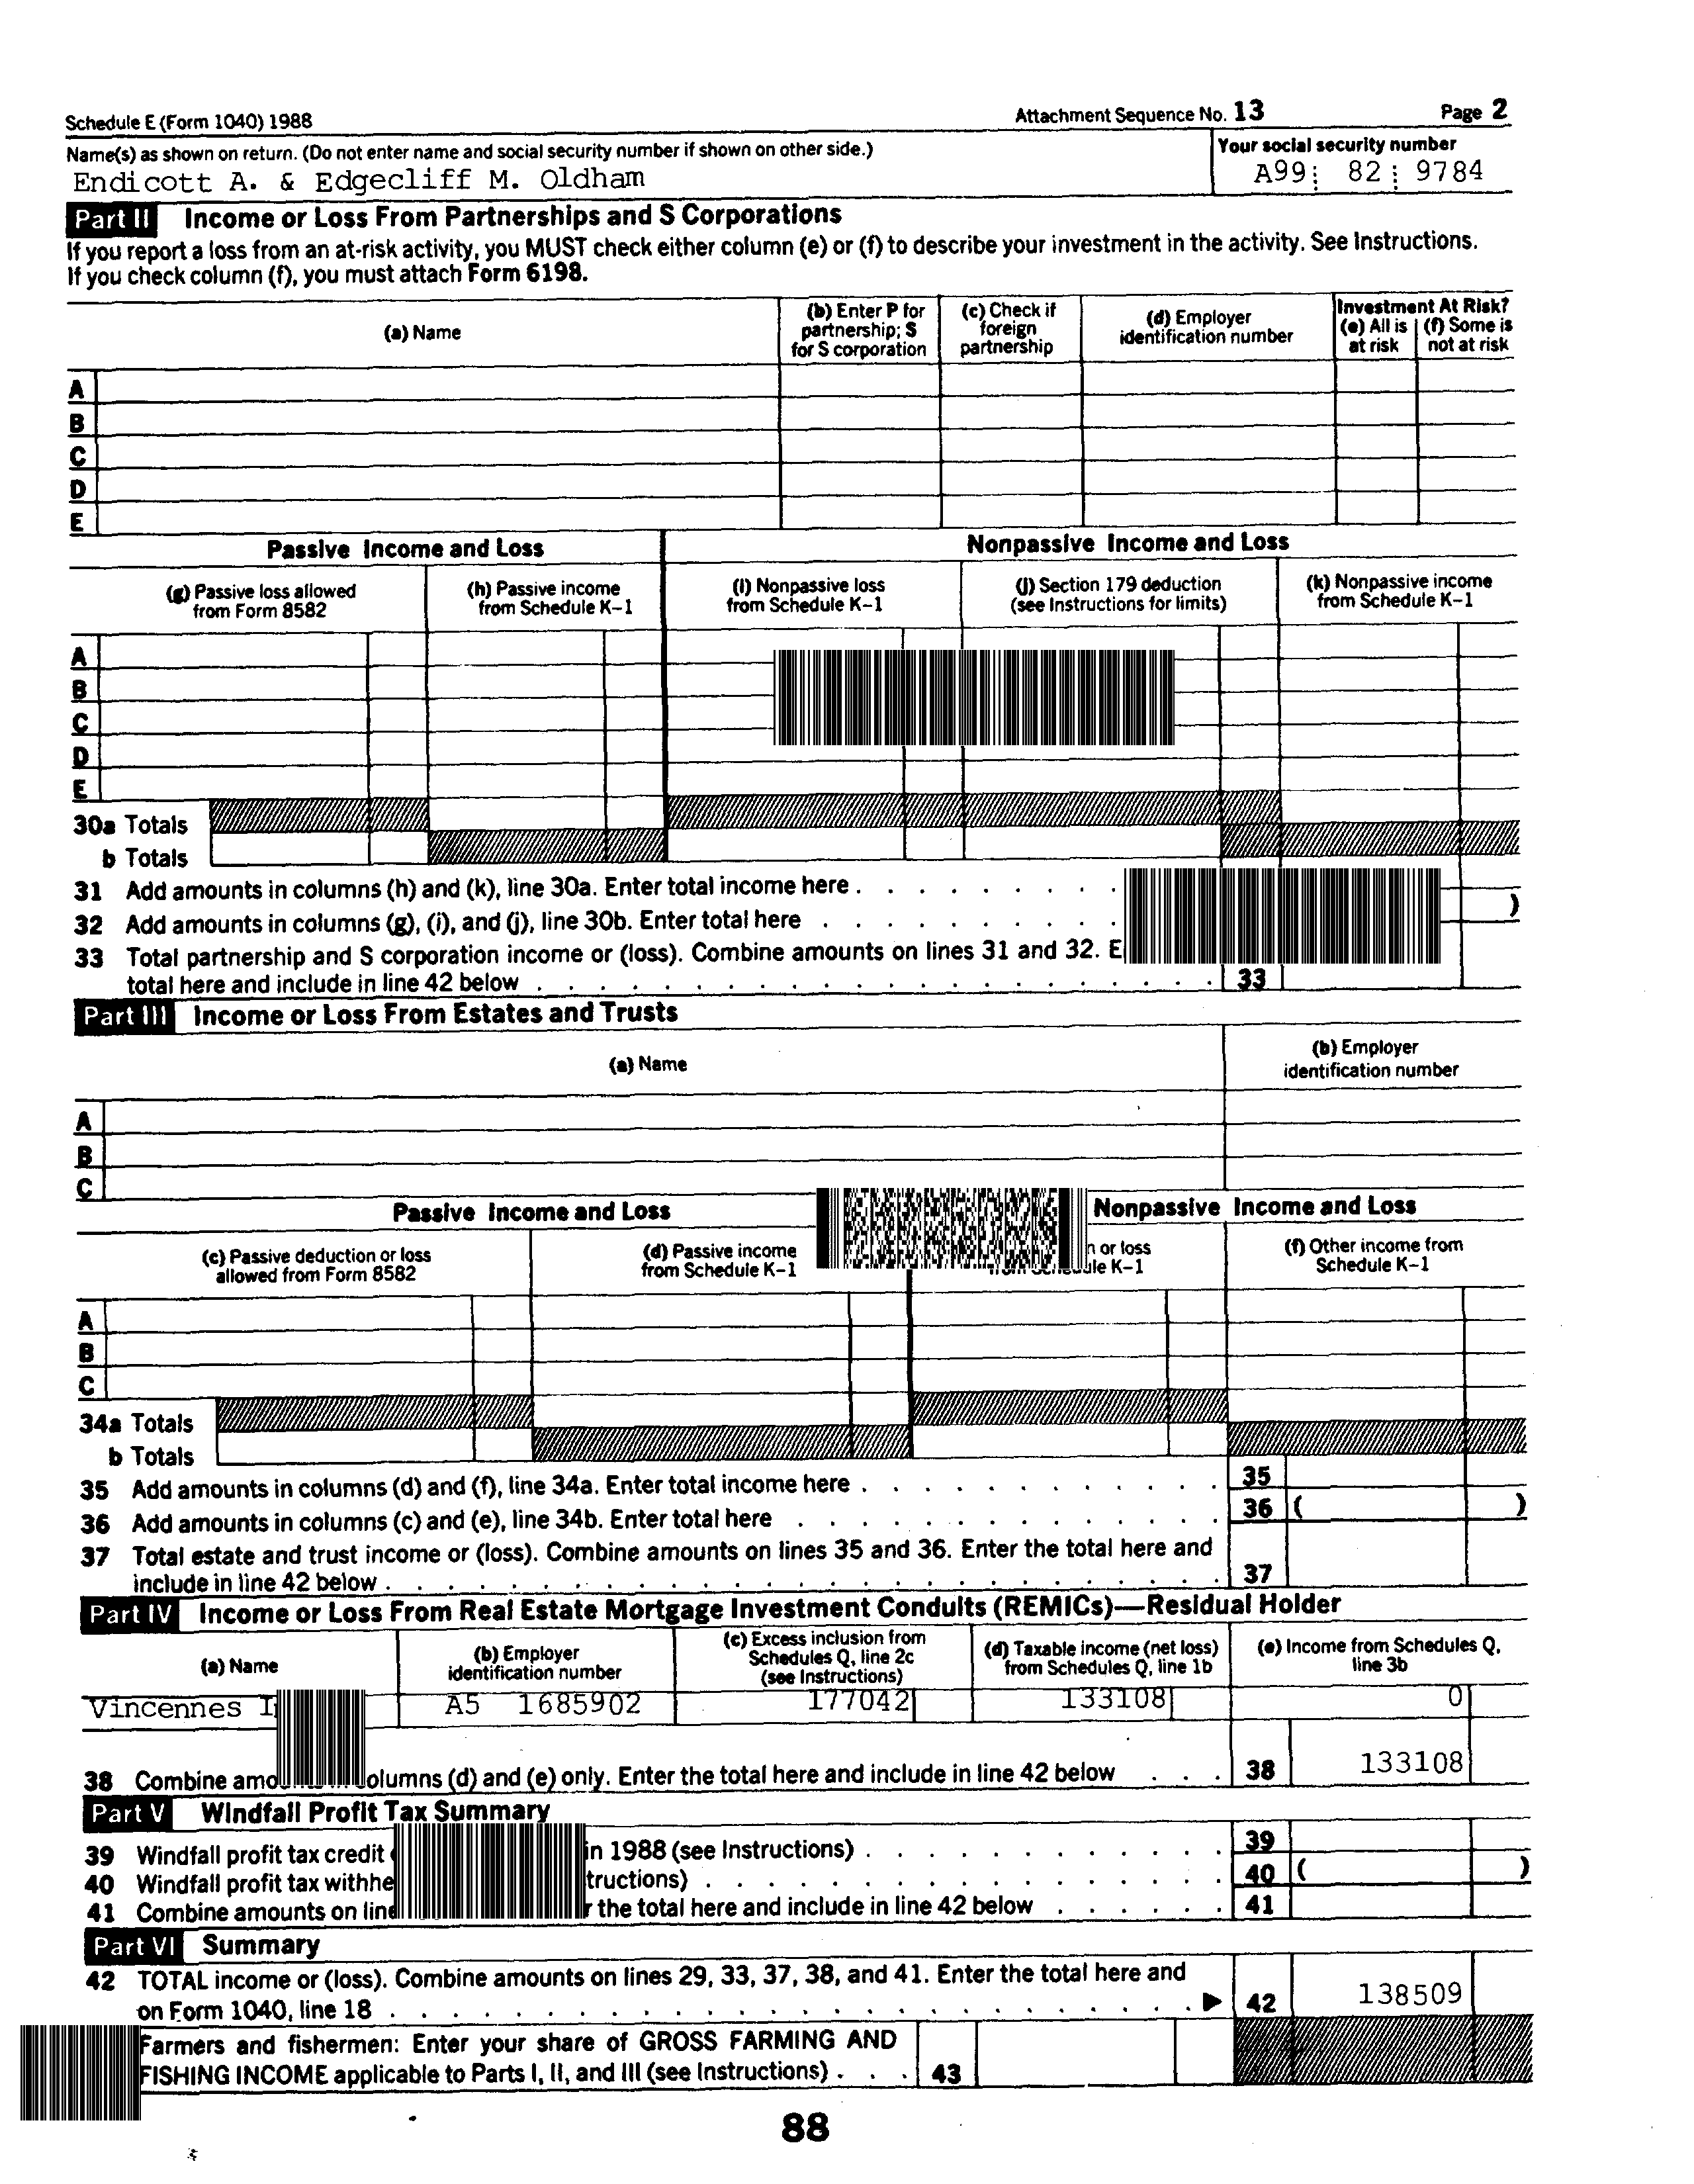 Schedule E (Form 1040) 1988 Attachment Sequence No. 13 Page 2
Name(s) as shown on return. (Do not enter name and social security number if shown on other side.) Your social security number
Endicott A. & Edgecliff M. Oldham A99 82 9784
Part II Income or Loss From Partnerships and S Corporations
If you report a loss from an at-risk activity, you MUST check either column (e) or (f) to describe your investment in the activity. See Instructions.
If you check column (f), you must attach Form 6198.
(a) Name
(b) Enter P for partnership; S for S corporation
(c) Check if foreign partnership
(d) Employer identification number
Investment At Risk?
(e) All is at risk
(f) Some is not at risk
A
B
C
D
E
Passive Income and Loss Nonpassive Income and Loss
(g) Passive loss allowed from Form 8582
(h) Passive income from Schedule K–1
(i) Nonpassive loss from Schedule K–1
(j) Section 179 deduction (see Instructions for limits)
(k) Nonpassive income from Schedule K–1
A
B
C
D
E
30a Totals
b Totals
31 Add amounts in columns (h) and (k), line 30a. Enter total income here . . . . . . . . .
32 Add amounts in columns (g), (i), and (j), line 30b. Enter total here . . . . . . . . . . )
33 Total partnership and S corporation income or (loss). Combine amounts on lines 31 and 32.
total here and include in line 42 below . . . . . . . . . . . . . . . . . . . . . . 33
Part III Income or Loss From Estates and Trusts
(a) Name
(b) Employer identification number
A
B
C
Passive Income and Loss Nonpassive Income and Loss
(c) Passive deduction or loss allowed from Form 8582
(d) Passive income from Schedule K–1
or loss
K–1
(f) Other income from Schedule K–1
A
B
C
34a Totals
b Totals
35 Add amounts in columns (d) and (f), line 34a. Enter total income here . . . . . . . . . . . . 35
36 Add amounts in columns (c) and (e), line 34b. Enter total here . . . . . . . . . . . . . . 36 ( )
37 Total estate and trust income or (loss). Combine amounts on lines 35 and 36. Enter the total here and
include in line 42 below . . . . . . . . . . . . . . . . . . . . . . . . . . . 37
Part IV Income or Loss From Real Estate Mortgage Investment Conduits (REMICs)—Residual Holder
(a) Name
(b) Employer identification number
(c) Excess inclusion from Schedules Q, line 2c (see Instructions)
(d) Taxable income (net loss) from Schedules Q, line 1b
(e) Income from Schedules Q, line 3b
Vincennes A5 1685902 177042 133108 0
38 Combine columns (d) and (e) only. Enter the total here and include in line 42 below . . . 38 133108
Part V Windfall Profit Tax Summary
39 Windfall profit tax credit in 1988 (see Instructions) . . . . . . . . . . . . 39
40 Windfall profit tax . . . . . . . . . . . . . . . . . 40 ( )
41 Combine amounts on the total here and include in line 42 below . . . . . . 41
Part VI Summary
42 TOTAL income or (loss). Combine amounts on lines 29, 33, 37, 38, and 41. Enter the total here and
on Form 1040, line 18 . . . . . . . . . . . . . . . . . . . . . . . . . . ▶ 42 138509
Farmers and fishermen: Enter your share of GROSS FARMING AND
FISHING INCOME applicable to Parts I, II, and III (see Instructions) . . . 43
88